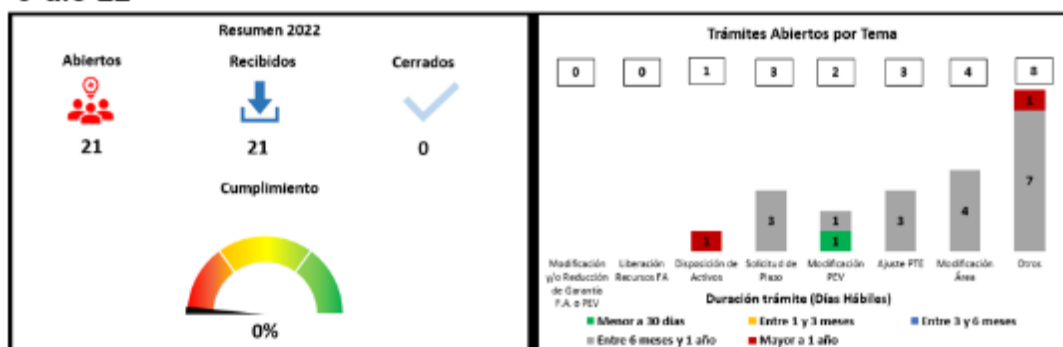 Resumen 2022
Abiertos
Recibidos
Cerrados
21
21
0
Cumplimiento
0%
Trámites Abiertos por Tema
0
0
1
3
2
3
4
8
1
3
1
1
3
4
1
7
Modificación y/o Reducción de Garantía F.A. o PEV
Liberación Recursos FA
Disposición de Activos
Solicitud de Plazo
Modificación PEV
Ajuste PTE
Modificación Área
Otros
Duración trámite (Días Hábiles)
Menor a 30 días
Entre 1 y 3 meses
Entre 3 y 6 meses
Entre 6 meses y 1 año
Mayor a 1 año